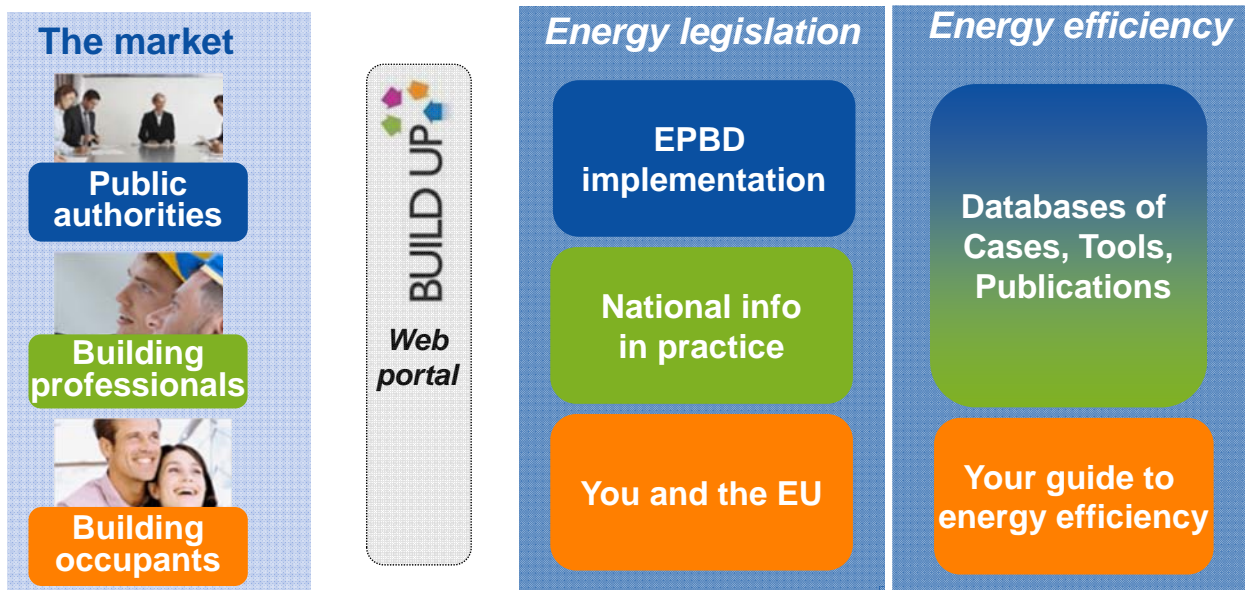 The market
Public
authorities
Building
professionals
Building
occupants
BUILD UP
Web
portal
Energy legislation
EPBD
implementation
National info
in practice
You and the EU
Energy efficiency
Databases of
Cases, Tools,
Publications
Your guide to
energy efficiency